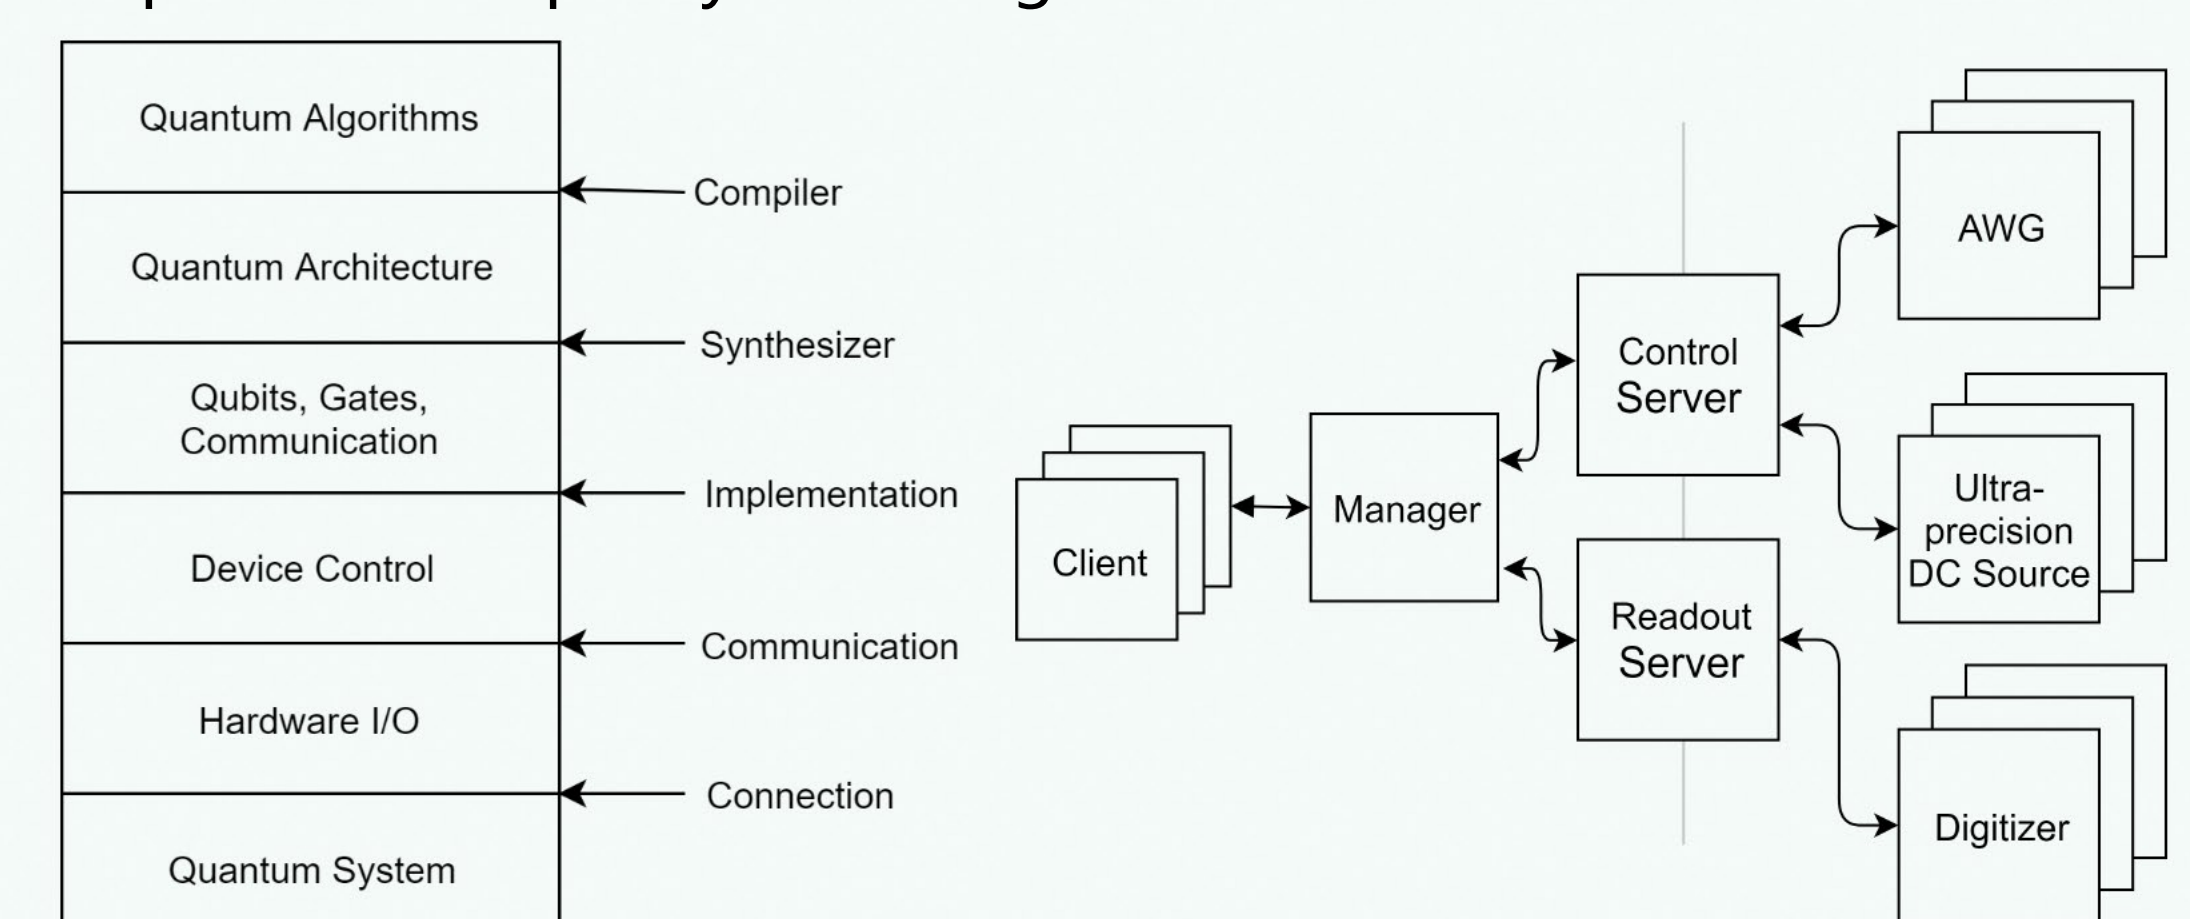 Quantum Algorithms
Compiler
Quantum Architecture
Synthesizer
Qubits, Gates,
Communication
Implementation
Device Control
Communication
Hardware I/O
Connection
Quantum System
Client
Manager
Control
Server
Readout
Server
AWG
Ultra-
precision
DC Source
Digitizer